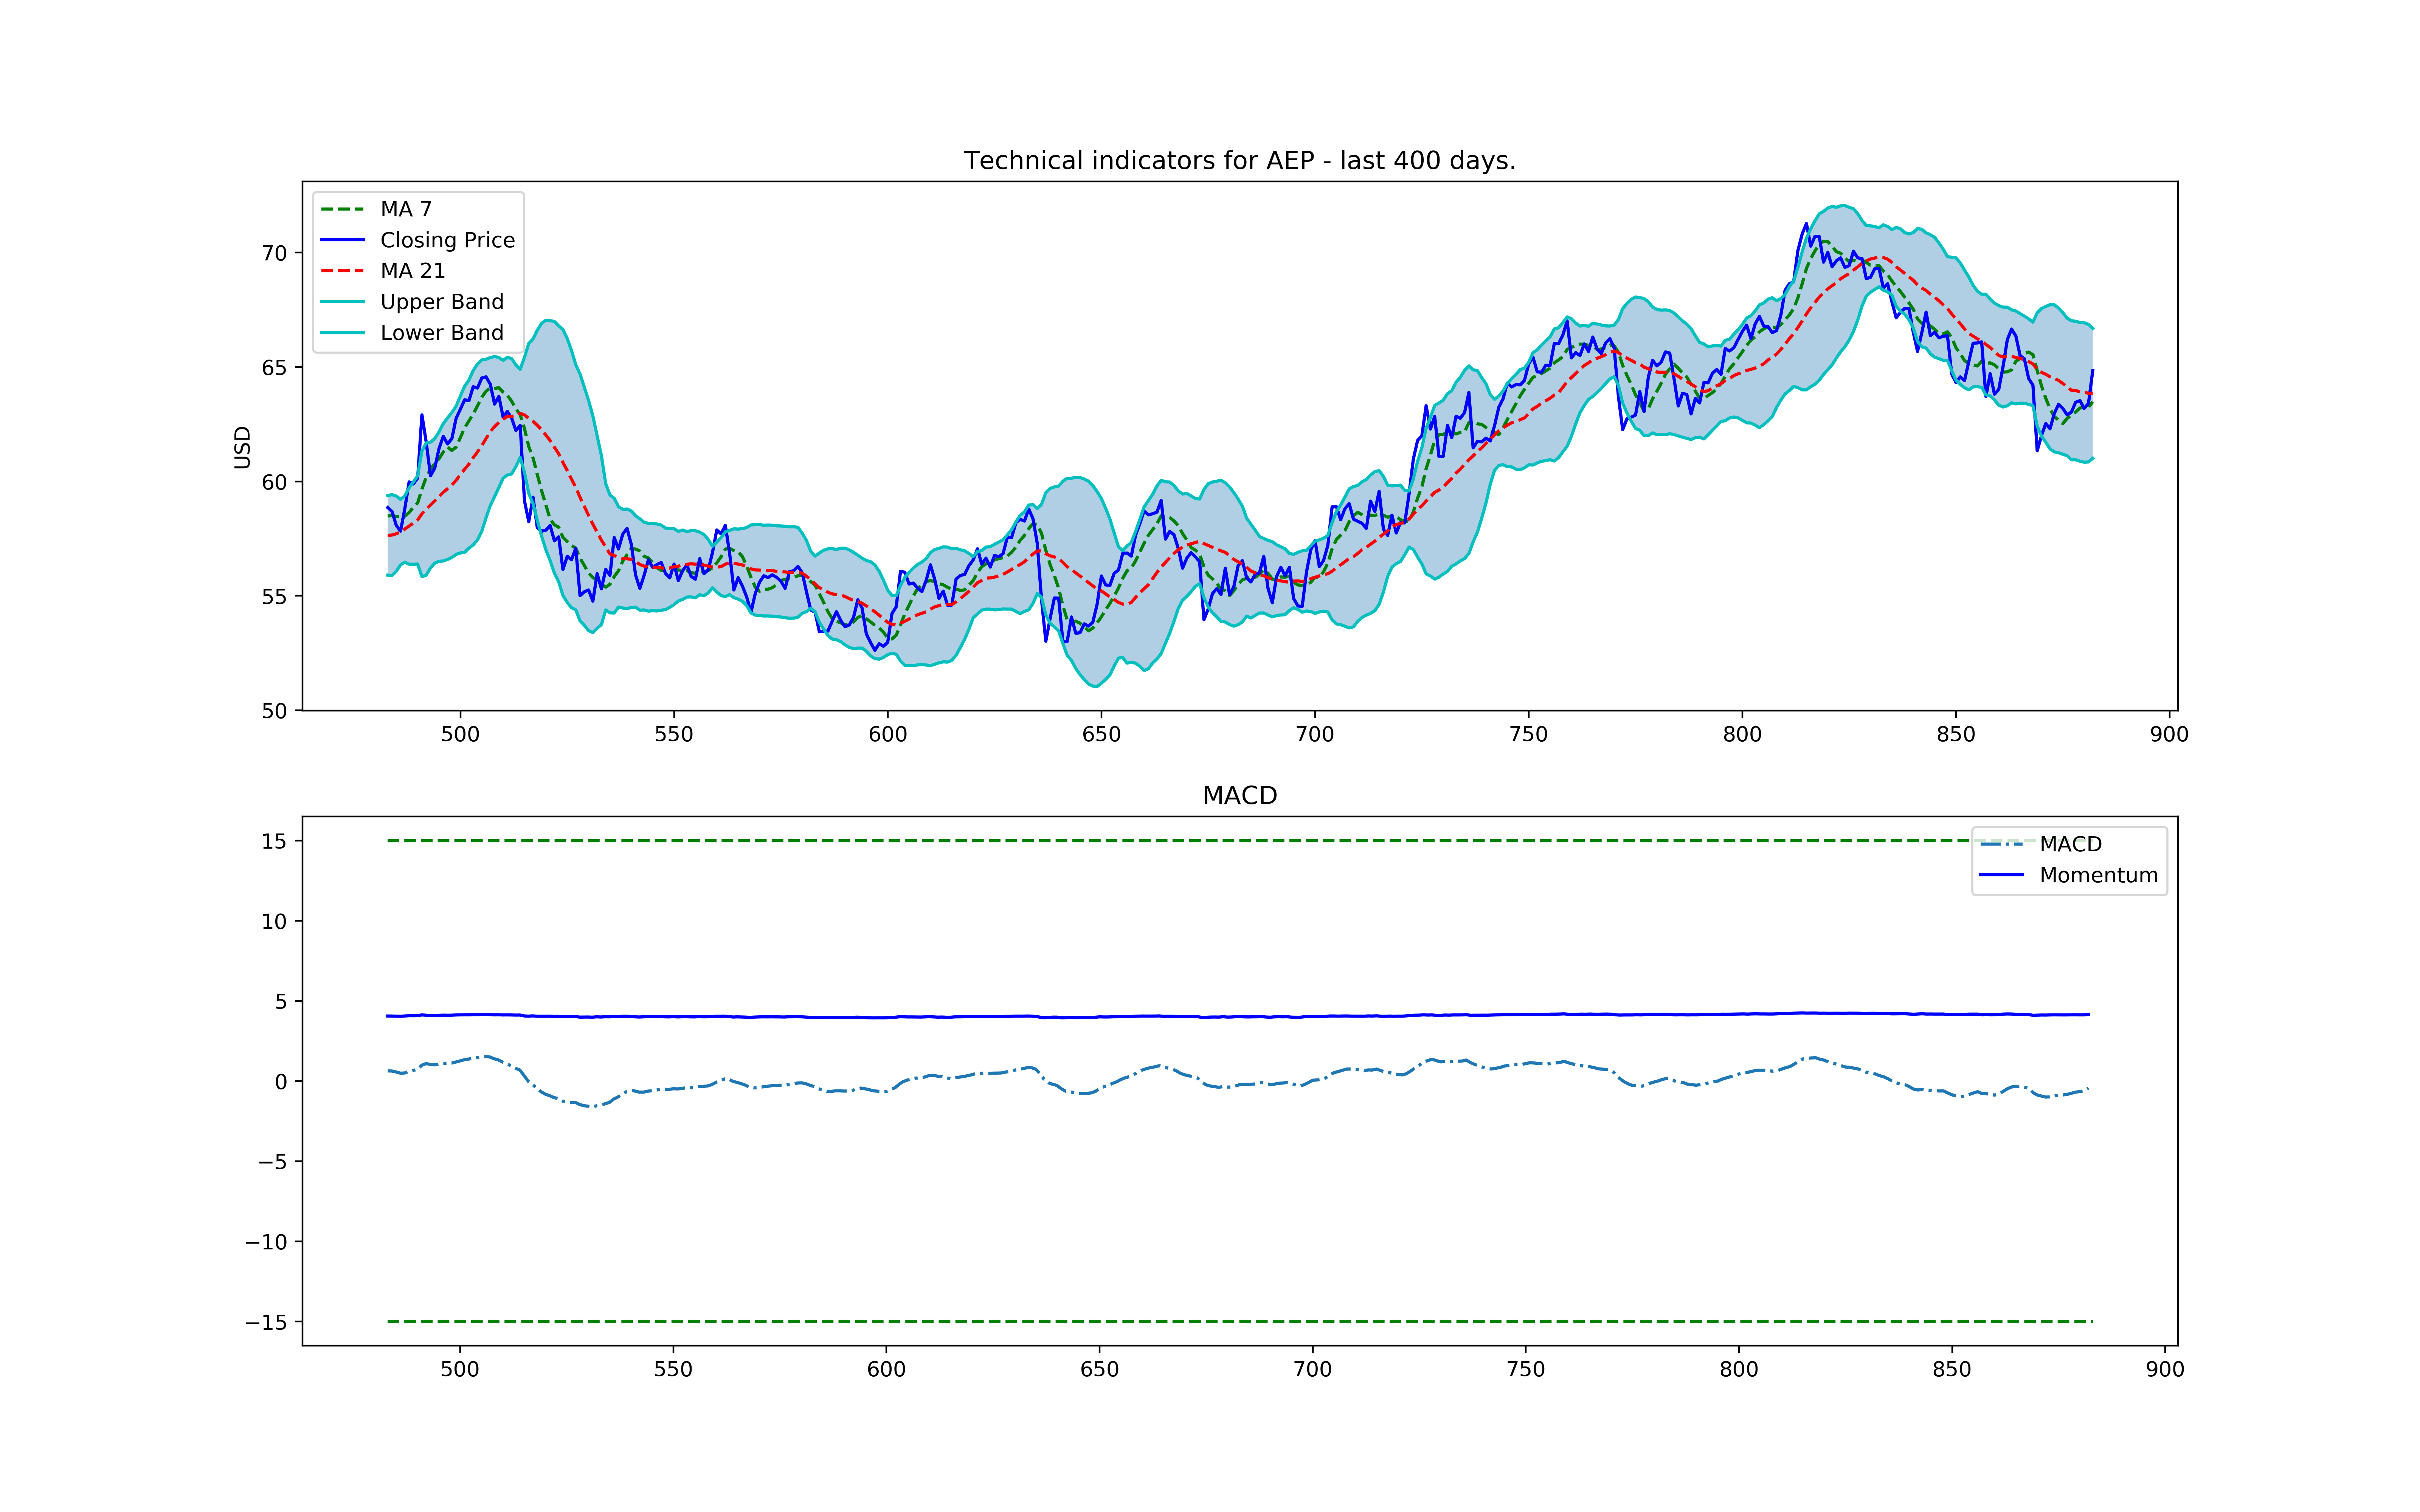 Technical indicators for AEP - last 400 days.
MA 7
Closing Price
MA 21
Upper Band
Lower Band
USD
70
65
60
55
50
500 550 600 650 700 750 800 850 900
MACD
MACD
Momentum
15
10
5
0
−5
−10
−15
500 550 600 650 700 750 800 850 900